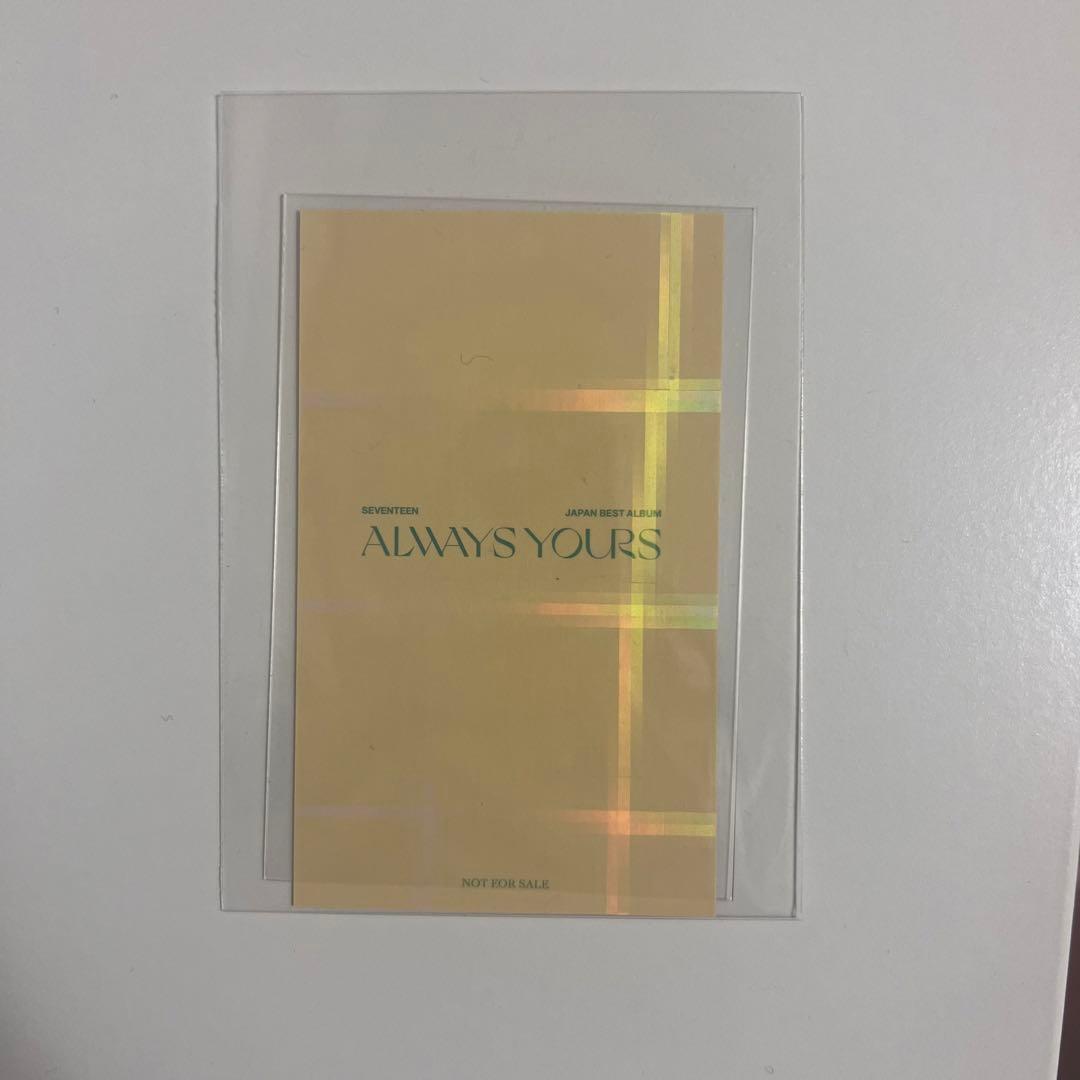 SEVENTEEN JAPAN BEST ALBUM
ALWAYS YOURS
NOT FOR SALE